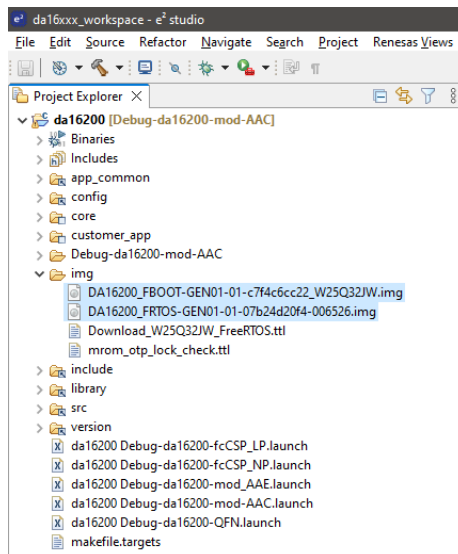 da16xxx_workspace - e² studio
File Edit Source Refactor Navigate Search Project Renesas Views
Project Explorer
da16200 [Debug-da16200-mod-AAC]
Binaries
Includes
app_common
config
core
customer_app
Debug-da16200-mod-AAC
img
DA16200_FBOOT-GEN01-01-c7f4c6cc22_W25Q32JW.img
DA16200_FRTOS-GEN01-01-07b24d20f4-006526.img
Download_W25Q32JW_FreeRTOS.ttl
mrom_otp_lock_check.ttl
include
library
src
version
da16200 Debug-da16200-fcCSP_LP.launch
da16200 Debug-da16200-fcCSP_NP.launch
da16200 Debug-da16200-mod_AAE.launch
da16200 Debug-da16200-mod-AAC.launch
da16200 Debug-da16200-QFN.launch
makefile.targets